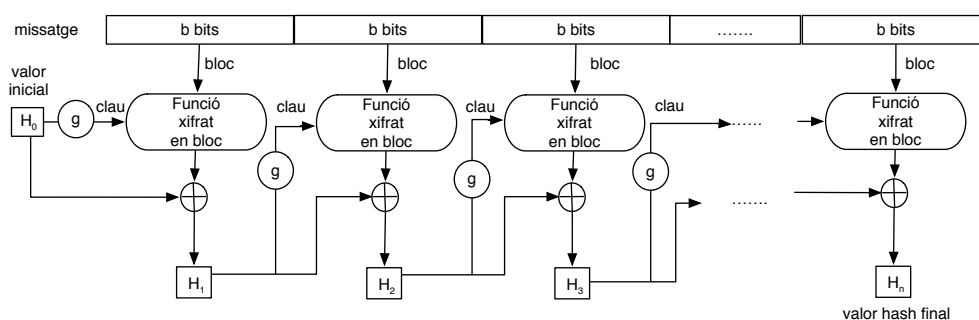 missatge b bits b bits b bits ....... b bits
bloc bloc bloc bloc
valor
inicial
clau clau clau clau
H0 g
Funció
xifrat
en bloc
g
Funció
xifrat
en bloc
g
Funció
xifrat
en bloc
g
.......
Funció
xifrat
en bloc
.......
H1 H2 H3 Hn
valor hash final